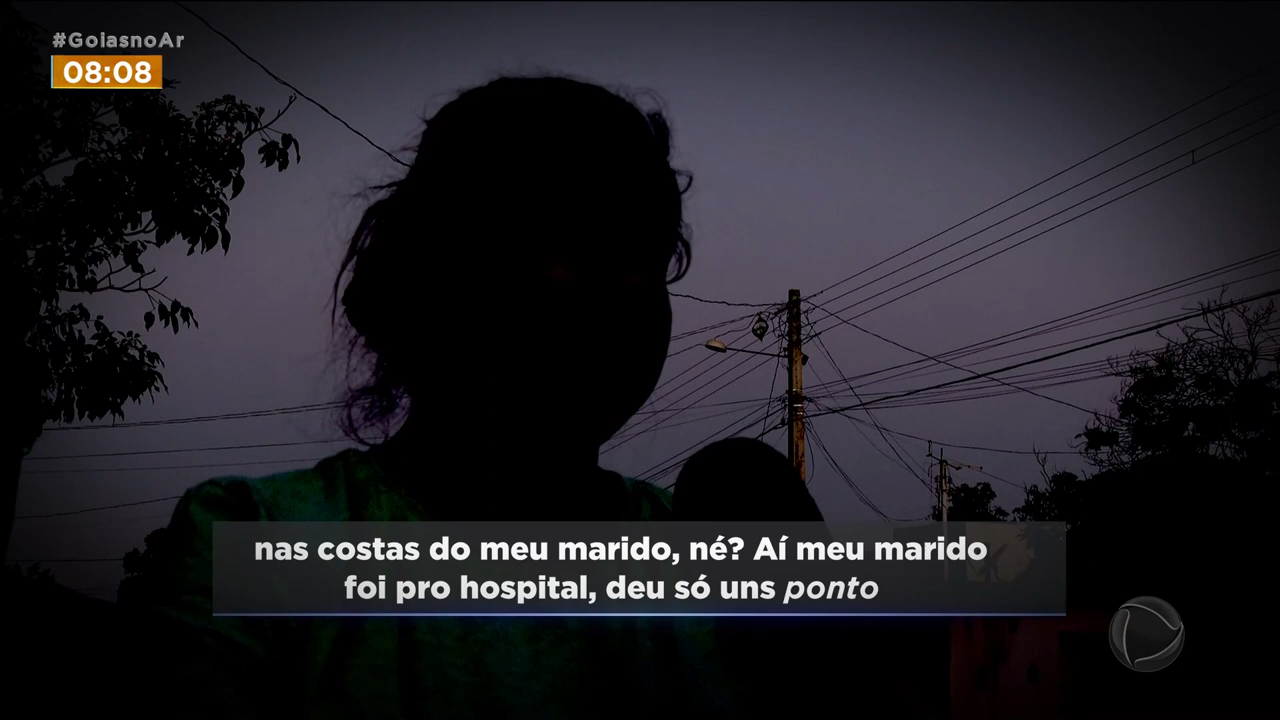 #GoiasnoAr
08:08
nas costas do meu marido, né? Aí meu marido
foi pro hospital, deu só uns ponto